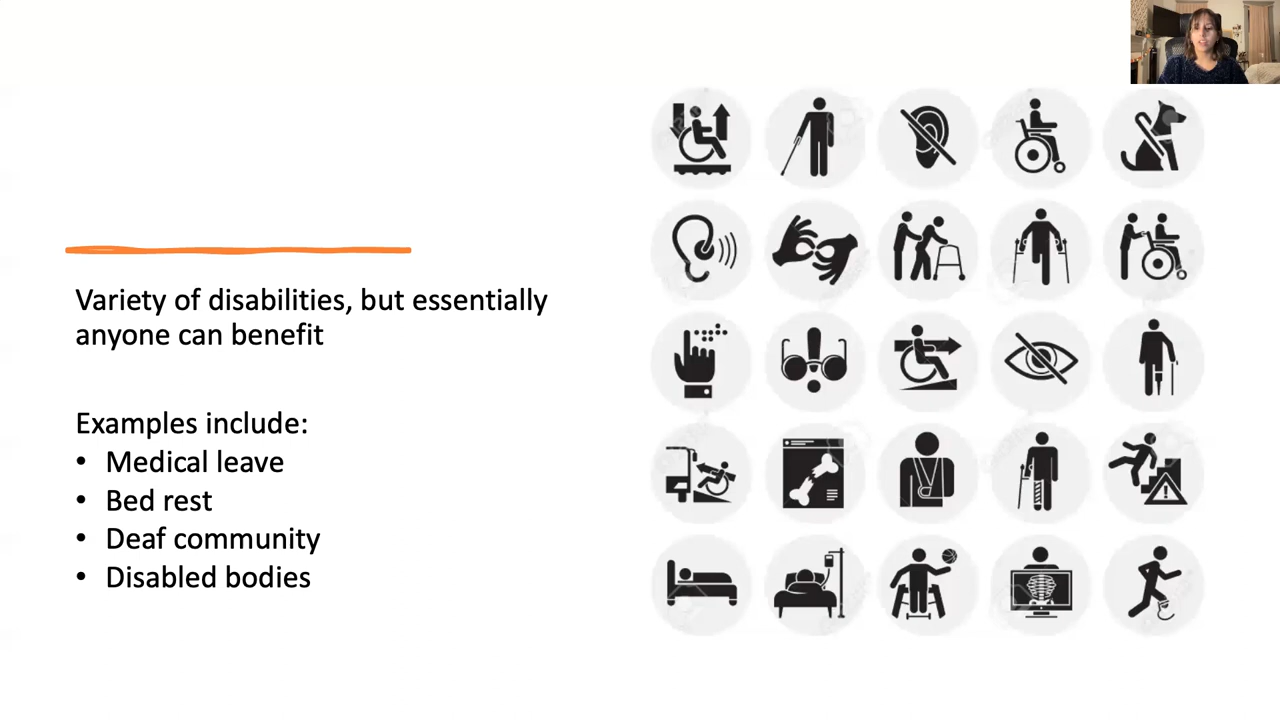 Variety of disabilities, but essentially
anyone can benefit
Examples include:
• Medical leave
• Bed rest
• Deaf community
• Disabled bodies